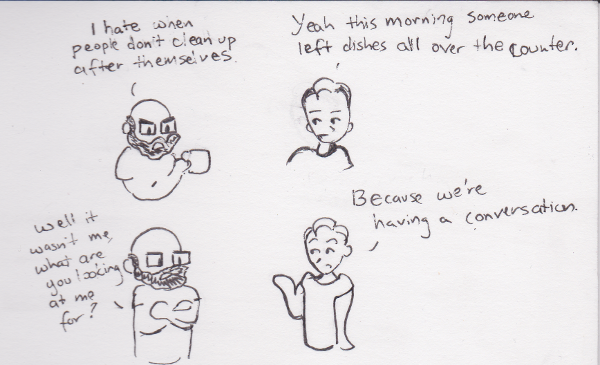 I hate when
people don't clean up
after themselves.
Yeah this morning someone
left dishes all over the counter.
Well it
wasn't me,
what are
you looking
at me
for?
Because we're
having a conversation.